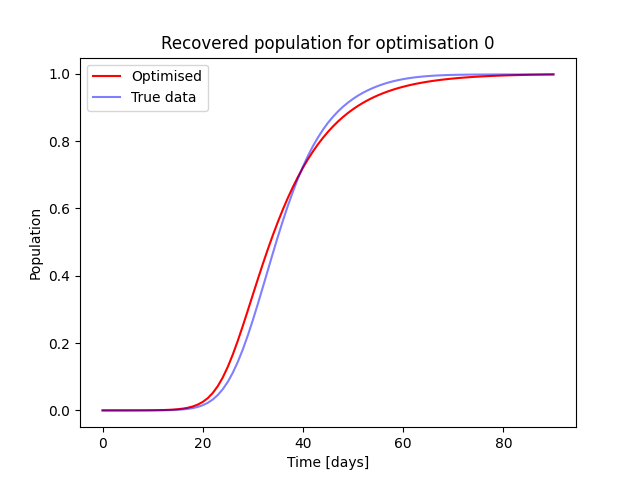 Recovered population for optimisation 0
Optimised
True data
1.0
0.8
0.6
0.4
0.2
0.0
Population
0
20
40
60
80
Time [days]